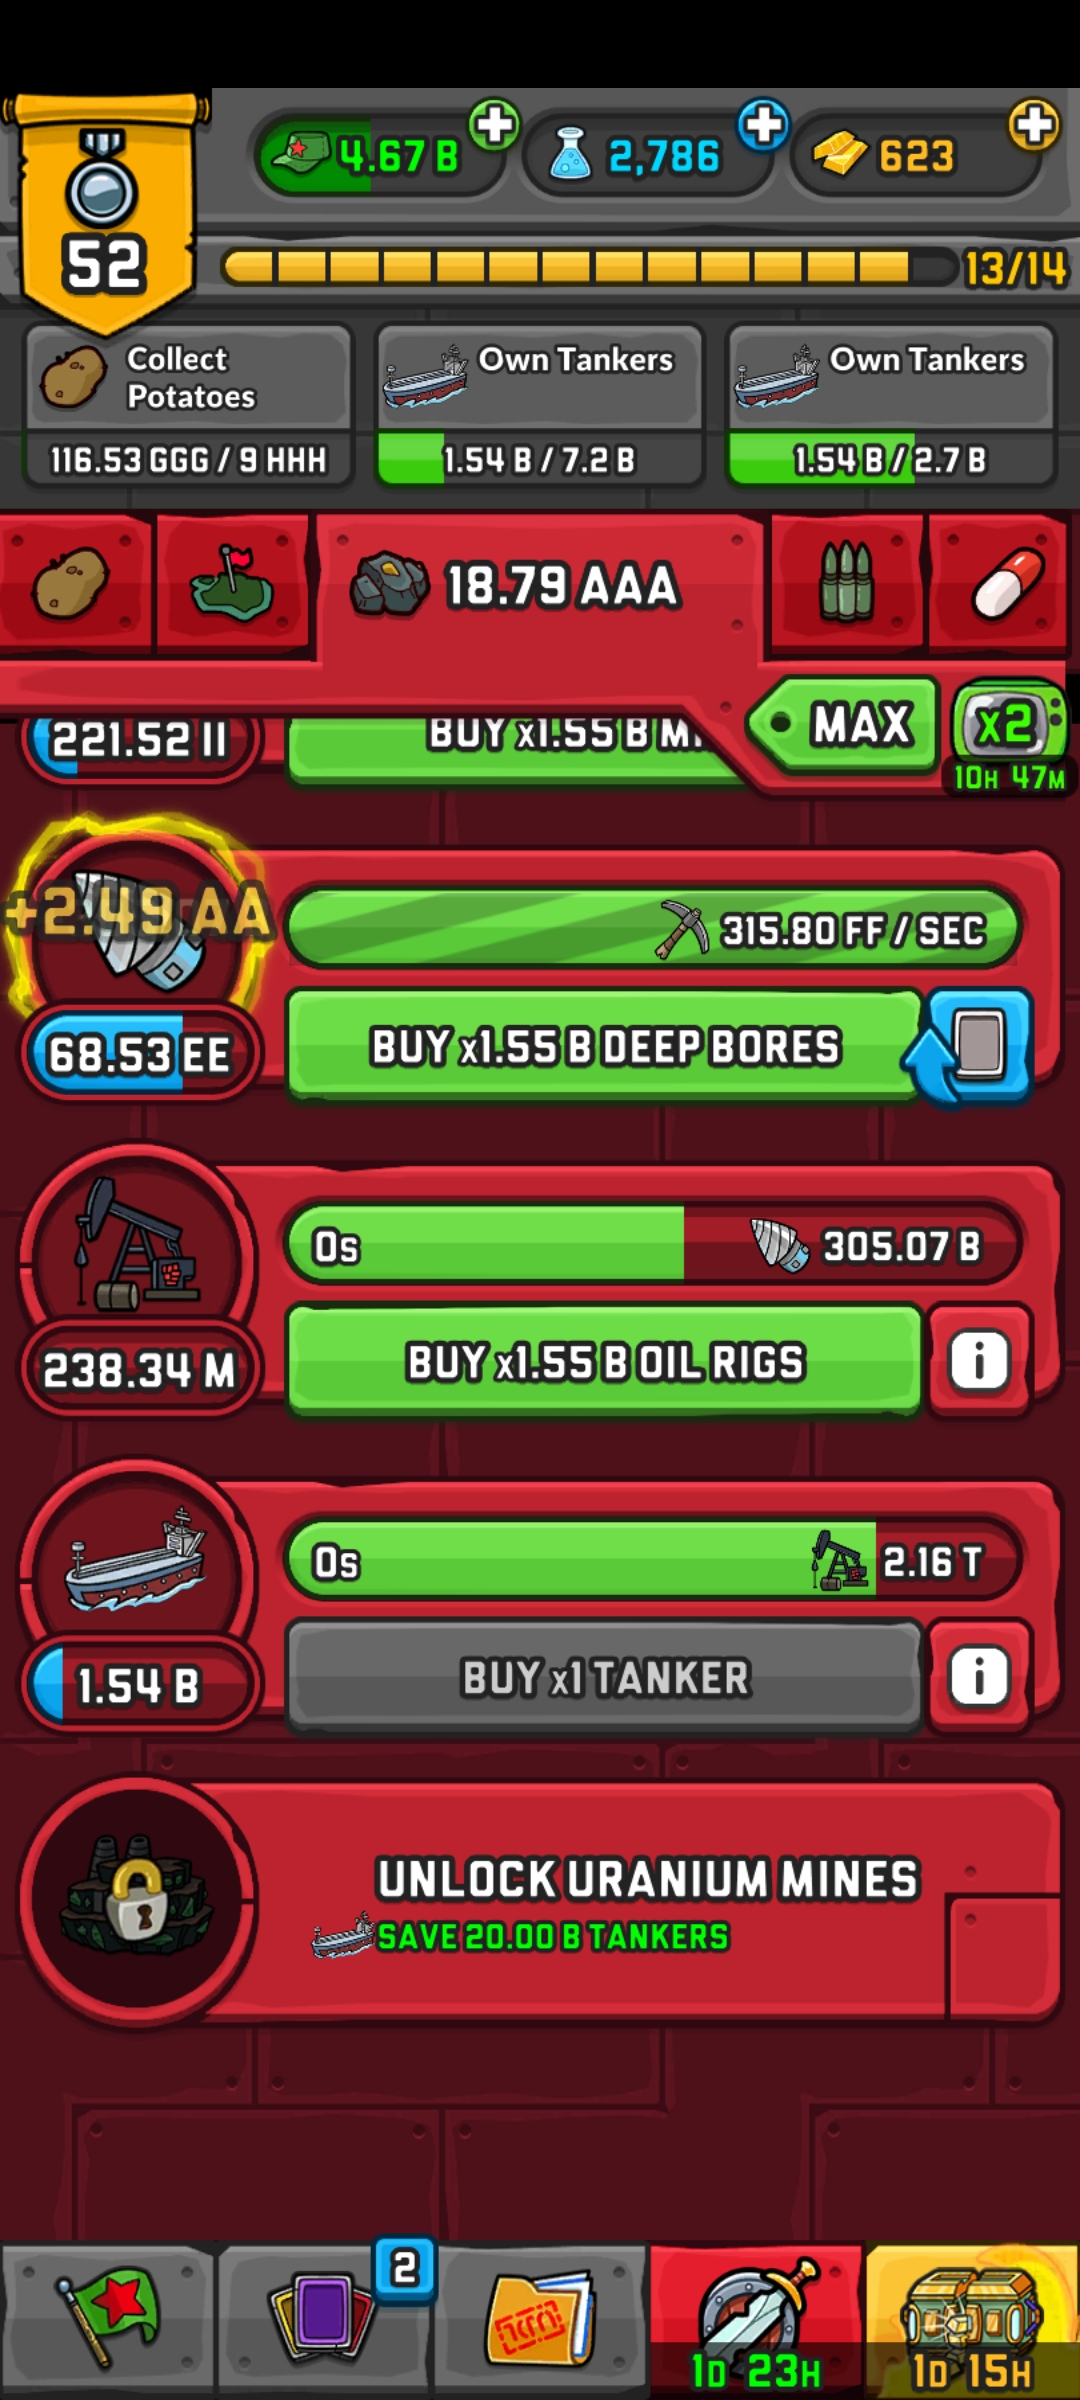 4.67 B
2,786
623
52
13/14
Collect
Potatoes
116.53 GGG / 9 HHH
Own Tankers
1.54 B / 7.2 B
Own Tankers
1.54 B / 2.7 B
18.79 AAA
MAX
x2
10H 47M
221.52 II
BUY x1.55 B
+2.49 AA
315.80 FF / SEC
68.53 EE
BUY x1.55 B DEEP BORES
0s
305.07 B
238.34 M
BUY x1.55 B OIL RIGS
i
0s
2.16 T
1.54 B
BUY x1 TANKER
i
UNLOCK URANIUM MINES
SAVE 20.00 B TANKERS
2
1D 23H
1D 15H